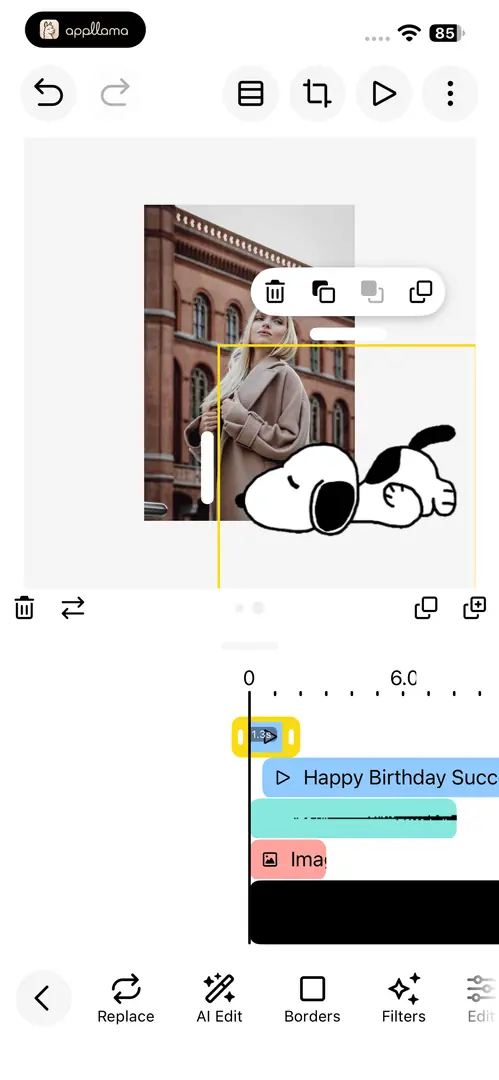 appllama
85
0
6.0
1.3s
Happy Birthday Succ
Imag
Replace
AI Edit
Borders
Filters
Edit